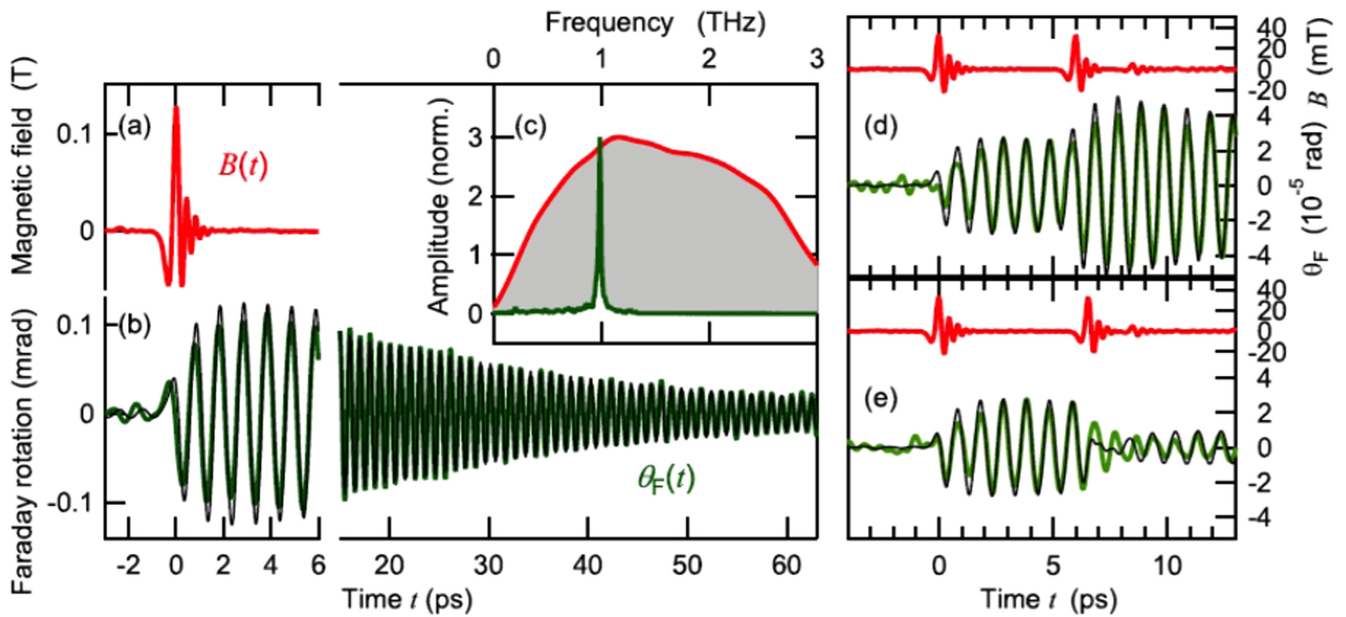 Frequency (THz)
0 1 2 3
Magnetic field (T)
0.1
0
(a)
B(t)
Amplitude (norm.)
3
2
1
0
(c)
Faraday rotation (mrad)
0.1
0
-0.1
(b)
θF(t)
-2 0 2 4 6
20 30 40 50 60
Time t (ps)
40
20
0
-20
B (mT)
(d)
4
2
0
-2
-4
θF (10-5 rad)
40
20
0
-20
(e)
4
2
0
-2
-4
0 5 10
Time t (ps)